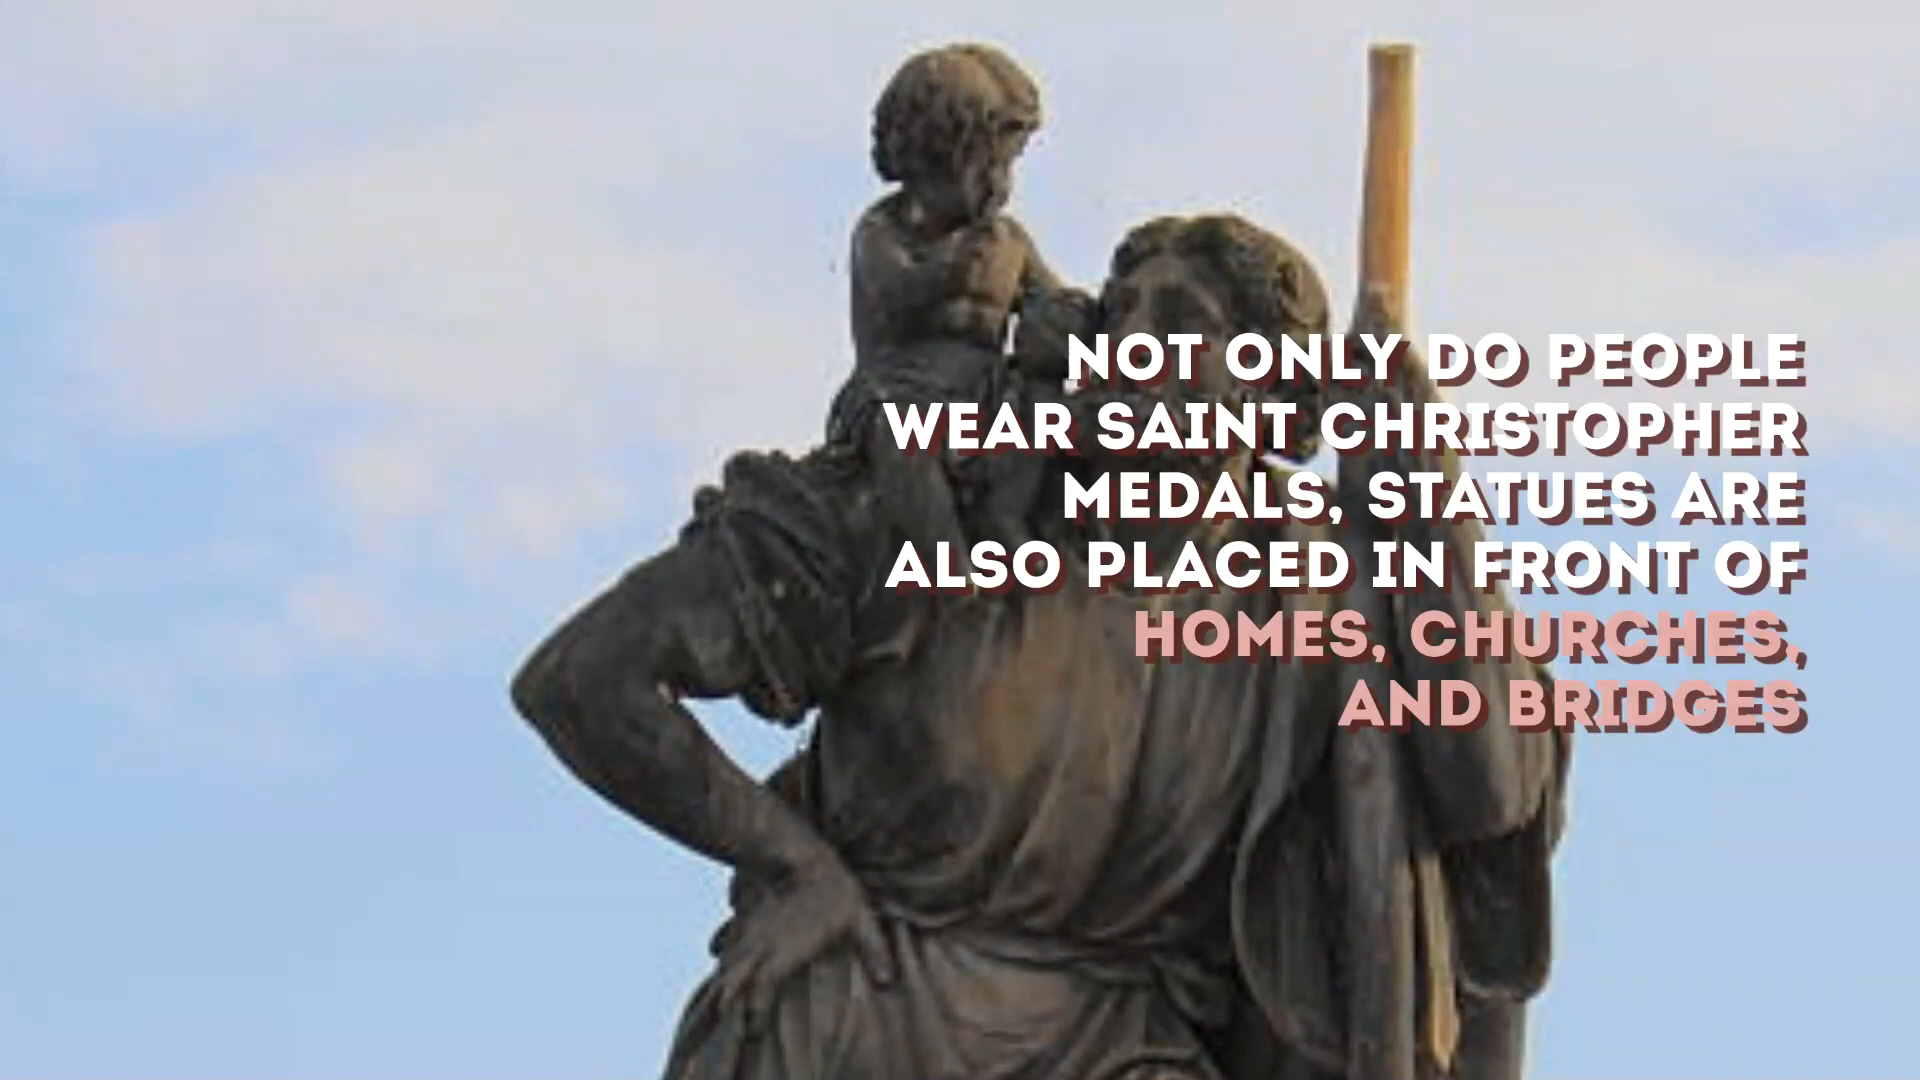 NOT ONLY DO PEOPLE
WEAR SAINT CHRISTOPHER
MEDALS, STATUES ARE
ALSO PLACED IN FRONT OF
HOMES, CHURCHES,
AND BRIDGES